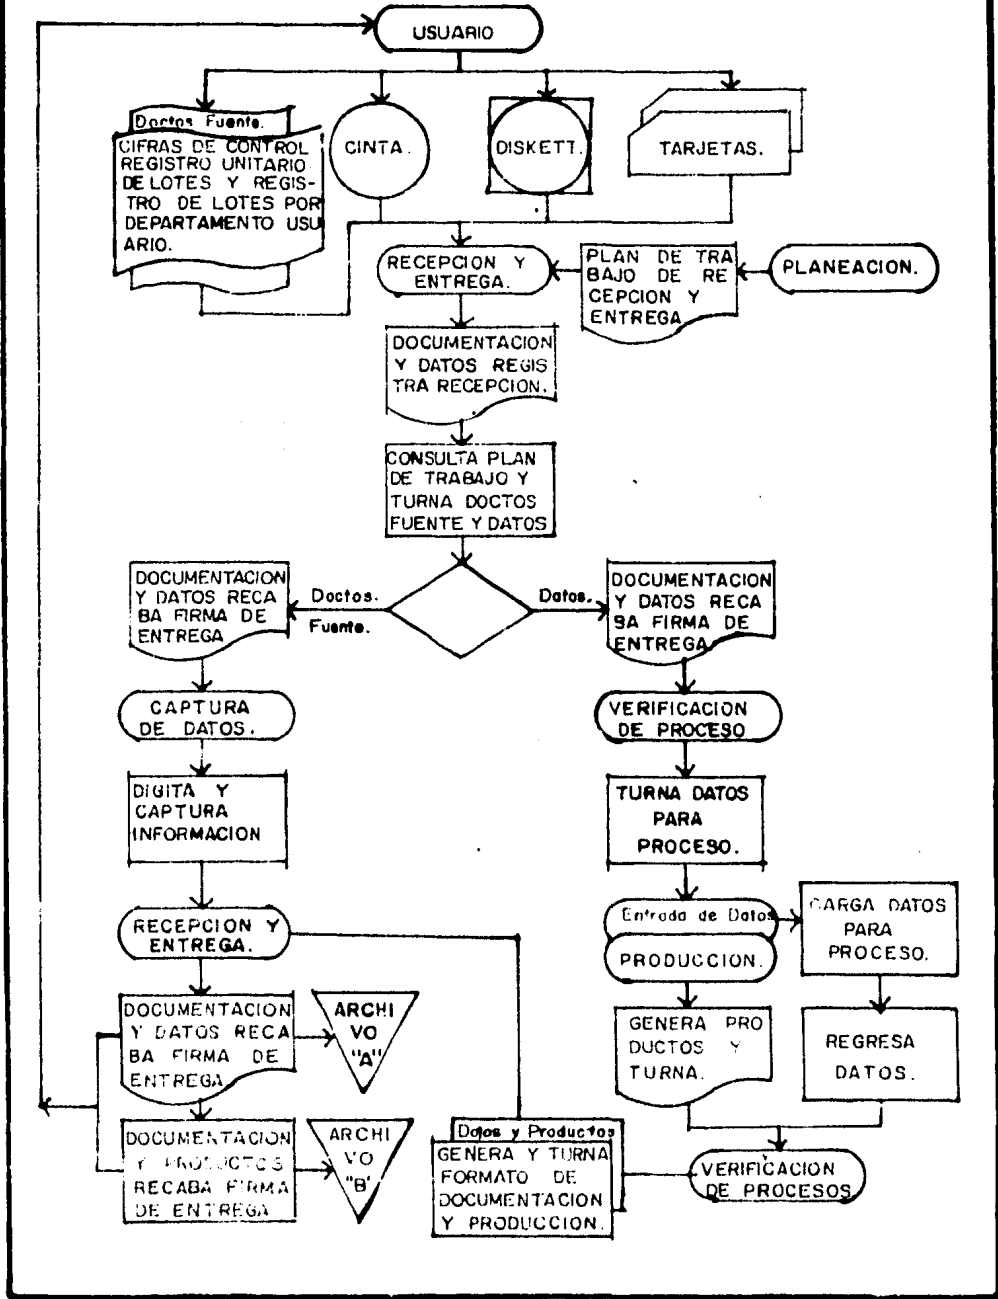 USUARIO
Doctos Fuente.
CIFRAS DE CONTROL
REGISTRO UNITARIO
DE LOTES Y REGIS-
TRO DE LOTES POR
DEPARTAMENTO USU
ARIO.
CINTA.
DISKETT.
TARJETAS.
RECEPCION Y
ENTREGA.
PLAN DE TRA
BAJO DE RE
CEPCION Y
ENTREGA
PLANEACION.
DOCUMENTACION
Y DATOS REGIS
TRA RECEPCION.
CONSULTA PLAN
DE TRABAJO Y
TURNA DOCTOS
FUENTE Y DATOS
Doctos.
Fuente.
Datos.
DOCUMENTACION
Y DATOS RECA
BA FIRMA DE
ENTREGA
DOCUMENTACION
Y DATOS RECA
BA FIRMA DE
ENTREGA
CAPTURA
DE DATOS.
VERIFICACION
DE PROCESO
DIGITA Y
CAPTURA
INFORMACION
TURNA DATOS
PARA
PROCESO.
RECEPCION Y
ENTREGA.
Entrada de Datos
PRODUCCION.
CARGA DATOS
PARA
PROCESO.
DOCUMENTACION
Y DATOS RECA
BA FIRMA DE
ENTREGA
ARCHI
VO
"A"
GENERA PRO
DUCTOS Y
TURNA.
REGRESA
DATOS.
DOCUMENTACION
Y PRODUCTOS
RECABA FIRMA
DE ENTREGA
ARCHI
VO
"B"
Datos y Productos
GENERA Y TURNA
FORMATO DE
DOCUMENTACION
Y PRODUCCION.
VERIFICACION
DE PROCESOS